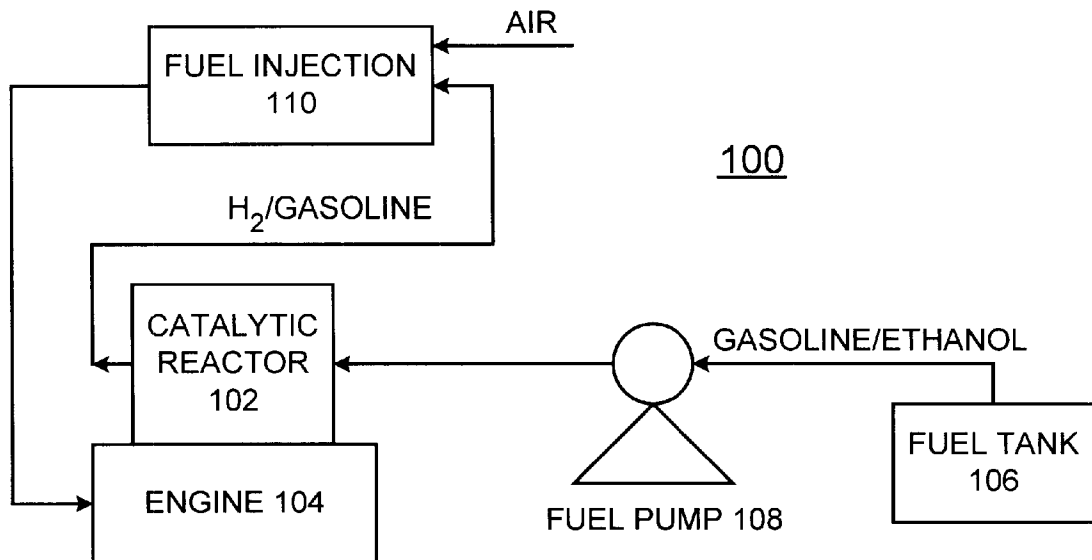 AIR
FUEL INJECTION
110
100
H₂/GASOLINE
CATALYTIC
REACTOR
102
GASOLINE/ETHANOL
FUEL TANK
106
ENGINE 104
FUEL PUMP 108